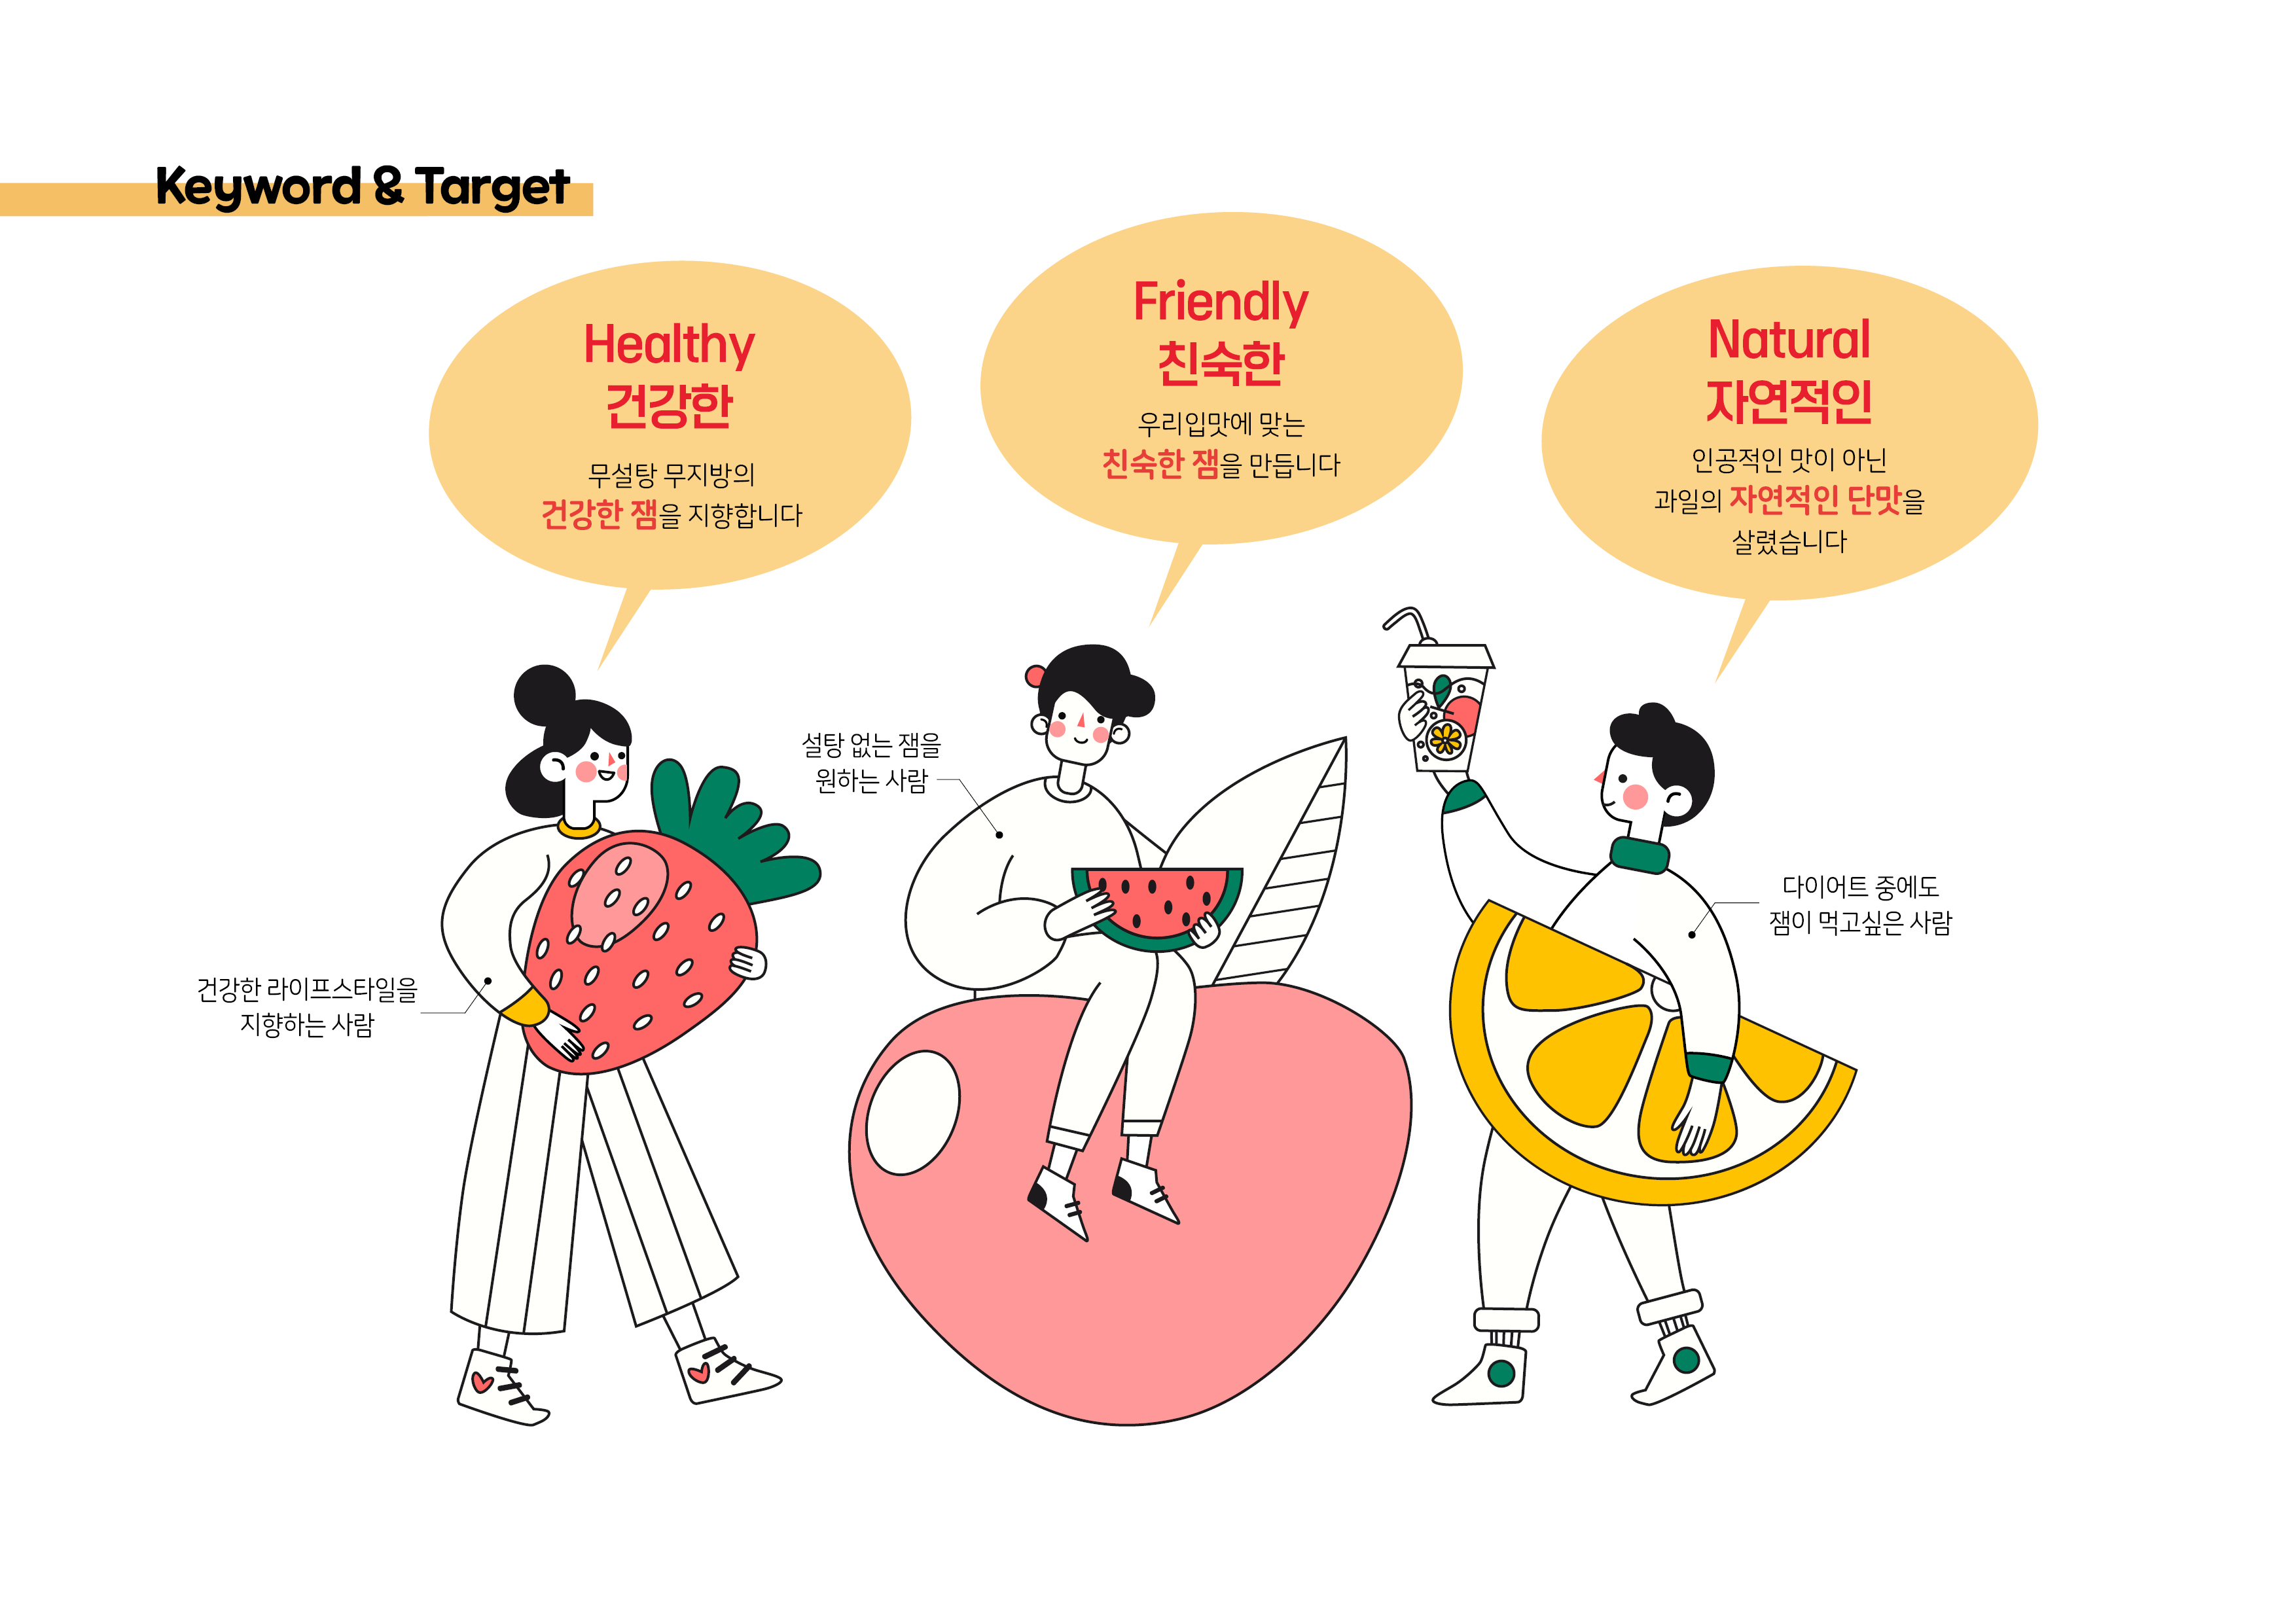 Keyword & Target
Healthy
건강한
무설탕 무지방의
건강한 잼을 지향합니다
Friendly
친숙한
우리입맛에 맞는
친숙한 잼을 만듭니다
Natural
자연적인
인공적인 맛이 아닌
과일의 자연적인 단맛을
살렸습니다
건강한 라이프스타일을
지향하는 사람
설탕 없는 잼을
원하는 사람
다이어트 중에도
잼이 먹고싶은 사람